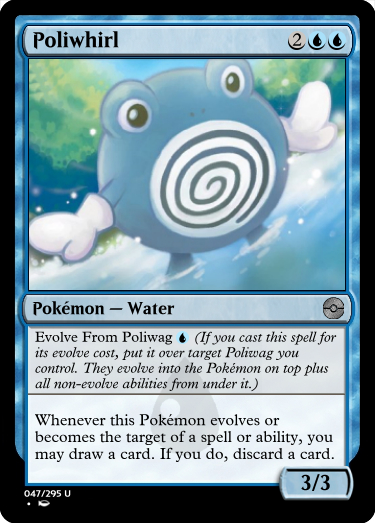 Poliwhirl 2
Pokémon — Water
Evolve From Poliwag (If you cast this spell for
its evolve cost, put it over target Poliwag you
control. They evolve into the Pokémon on top plus
all non-evolve abilities from under it.)
Whenever this Pokémon evolves or
becomes the target of a spell or ability, you
may draw a card. If you do, discard a card.
3/3
047/295 U